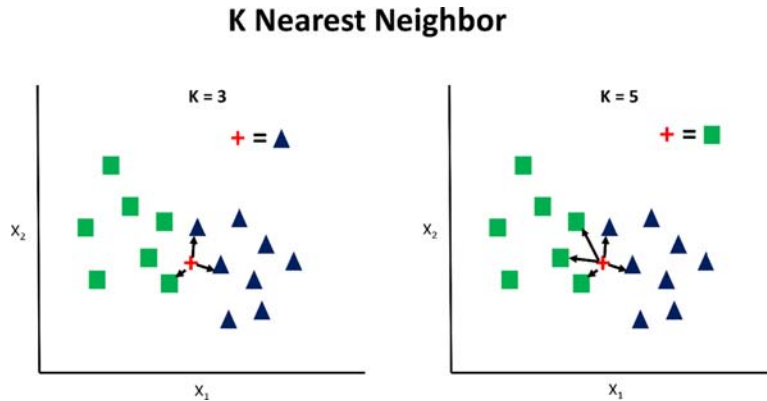 K Nearest Neighbor
K = 3
+ =
X₂
X₁
K = 5
+ =
X₂
X₁